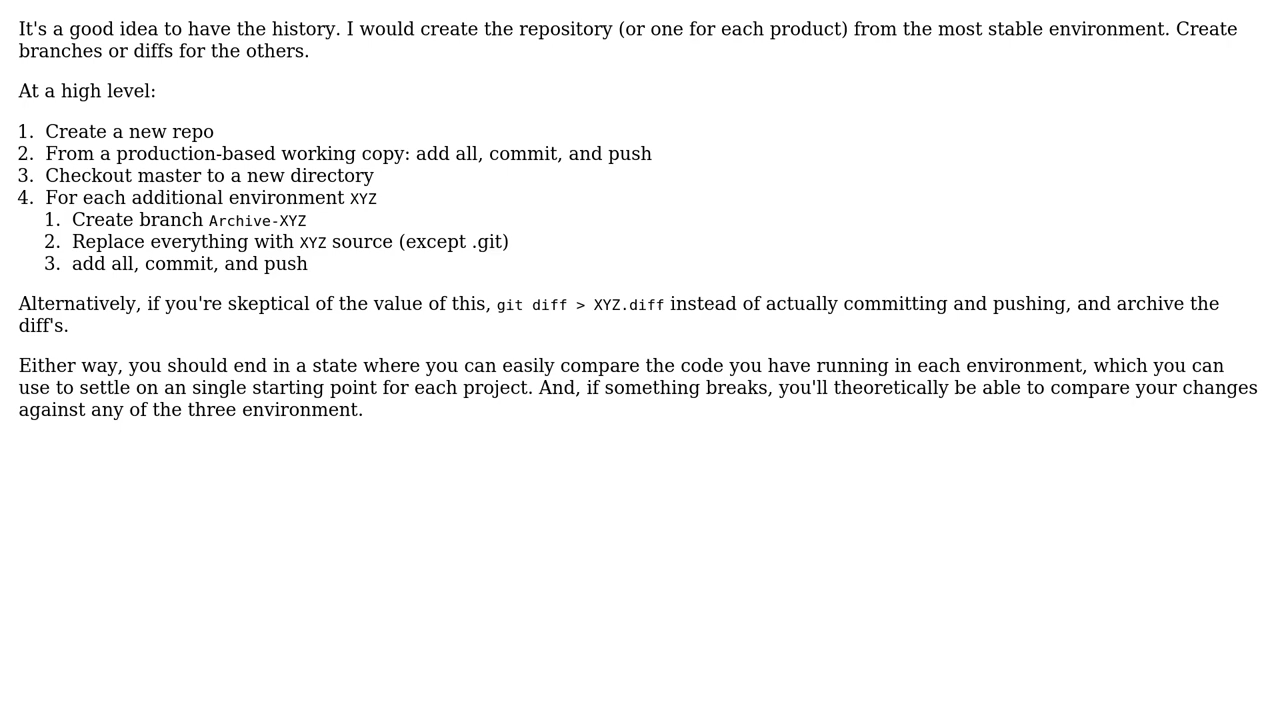 It's a good idea to have the history. I would create the repository (or one for each product) from the most stable environment. Create
branches or diffs for the others.
At a high level:
1. Create a new repo
2. From a production-based working copy: add all, commit, and push
3. Checkout master to a new directory
4. For each additional environment XYZ
1. Create branch Archive-XYZ
2. Replace everything with XYZ source (except .git)
3. add all, commit, and push
Alternatively, if you're skeptical of the value of this, git diff > XYZ.diff instead of actually committing and pushing, and archive the
diff's.
Either way, you should end in a state where you can easily compare the code you have running in each environment, which you can
use to settle on an single starting point for each project. And, if something breaks, you'll theoretically be able to compare your changes
against any of the three environment.